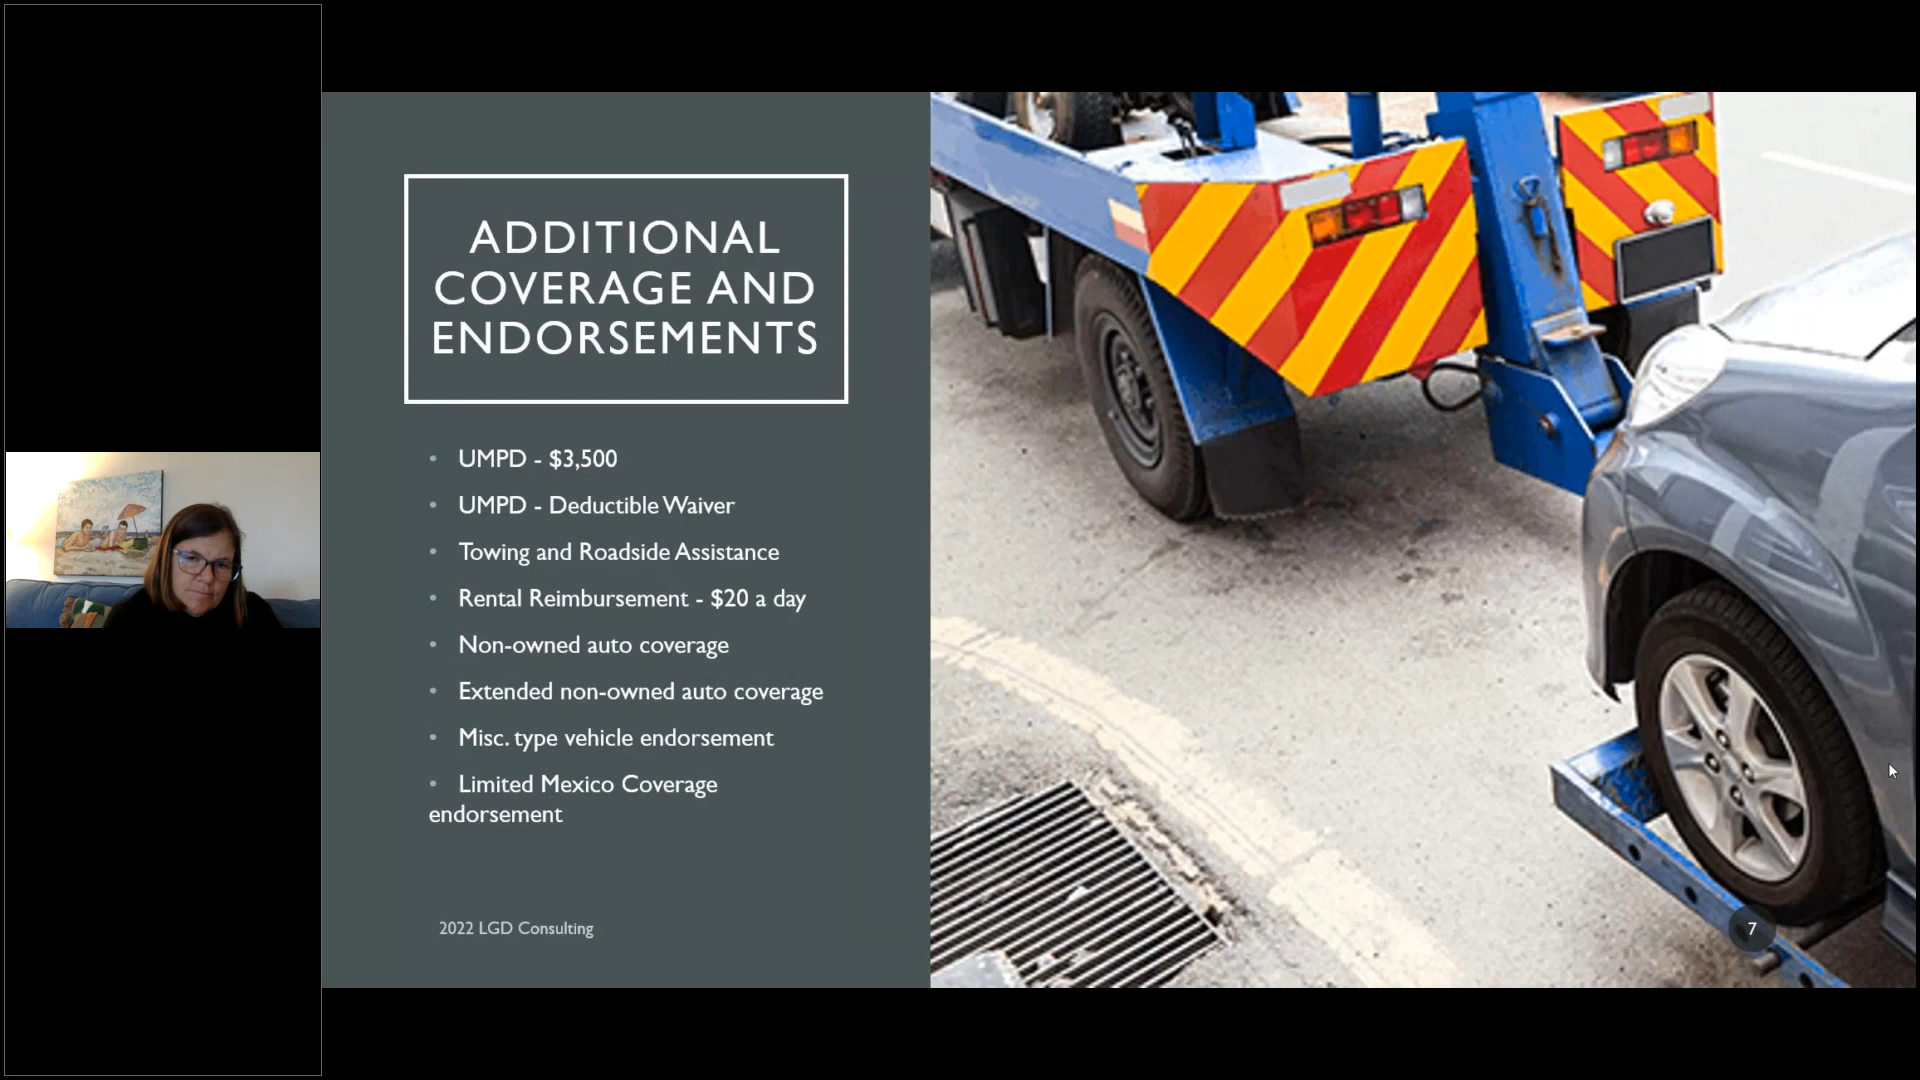 ADDITIONAL
COVERAGE AND
ENDORSEMENTS
• UMPD - $3,500
• UMPD - Deductible Waiver
• Towing and Roadside Assistance
• Rental Reimbursement - $20 a day
• Non-owned auto coverage
• Extended non-owned auto coverage
• Misc. type vehicle endorsement
• Limited Mexico Coverage
endorsement
2022 LGD Consulting
7